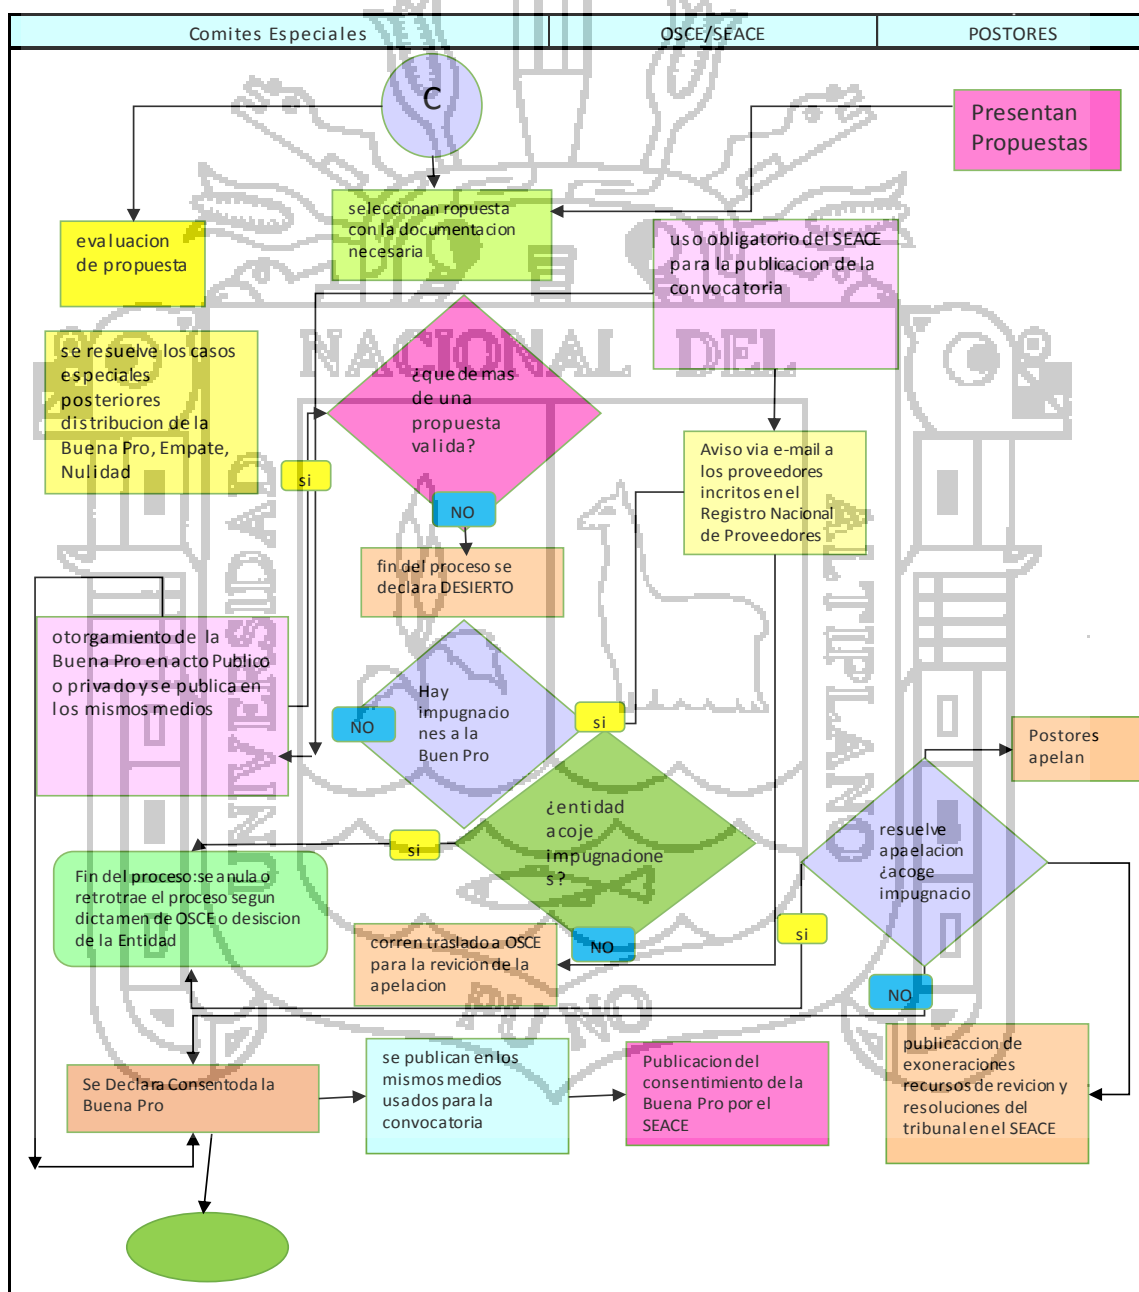 Comites Especiales
OSCE/SEACE
POSTORES
C
Presentan
Propuestas
seleccionan ropuesta
con la documentacion
necesaria
evaluacion
de propuesta
uso obligatorio del SEACE
para la publicacion de la
convocatoria
NACIONAL DEL
se resuelve los casos
especiales
posteriores
distribucion de la
Buena Pro, Empate,
Nulidad
¿quedemas
de una
propuesta
valida?
si
Aviso via e-mail a
los proveedores
incritos en el
Registro Nacional
de Proveedores
NO
fin del proceso se
declara DESIERTO
UNIVERSIDAD
ALTIPLANO
otorgamiento de la
Buena Pro en acto Publico
o privado y se publica en
los mismos medios
Hay
impugnacio
nes a la
Buen Pro
NO
si
Postores
apelan
¿entidad
acoje
impugnacione
s?
si
resuelve
apaelacion
¿acoge
impugnacio
Fin del proceso: se anula o
retrotrae el proceso segun
dictamen de OSCE o desiscion
de la Entidad
si
NO
corren traslado a OSCE
para la revicion de la
apelacion
NO
PUNO
publicaccion de
exoneraciones
recursos de revicion y
resoluciones del
tribunal en el SEACE
Se Declara Consentoda la
Buena Pro
se publican en los
mismos medios
usados para la
convocatoria
Publicacion del
consentimiento de la
Buena Pro por el
SEACE